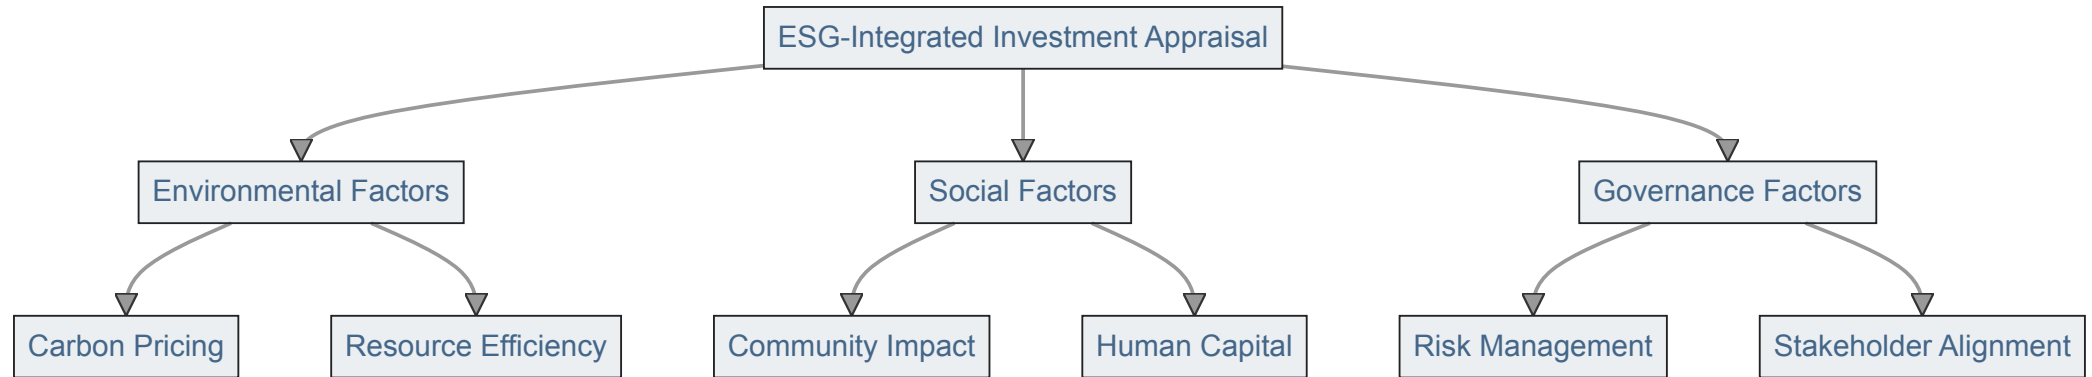 ESG-Integrated Investment Appraisal
Environmental Factors
Social Factors
Governance Factors
Carbon Pricing
Resource Efficiency
Community Impact
Human Capital
Risk Management
Stakeholder Alignment